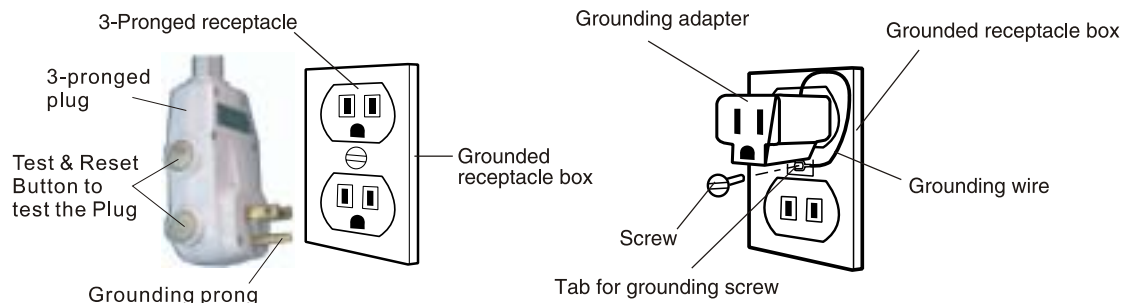 3-Pronged receptacle
3-pronged
plug
Test & Reset
Button to
test the Plug
Grounding prong
Grounded
receptacle box
Grounding adapter
Grounded receptacle box
Grounding wire
Screw
Tab for grounding screw